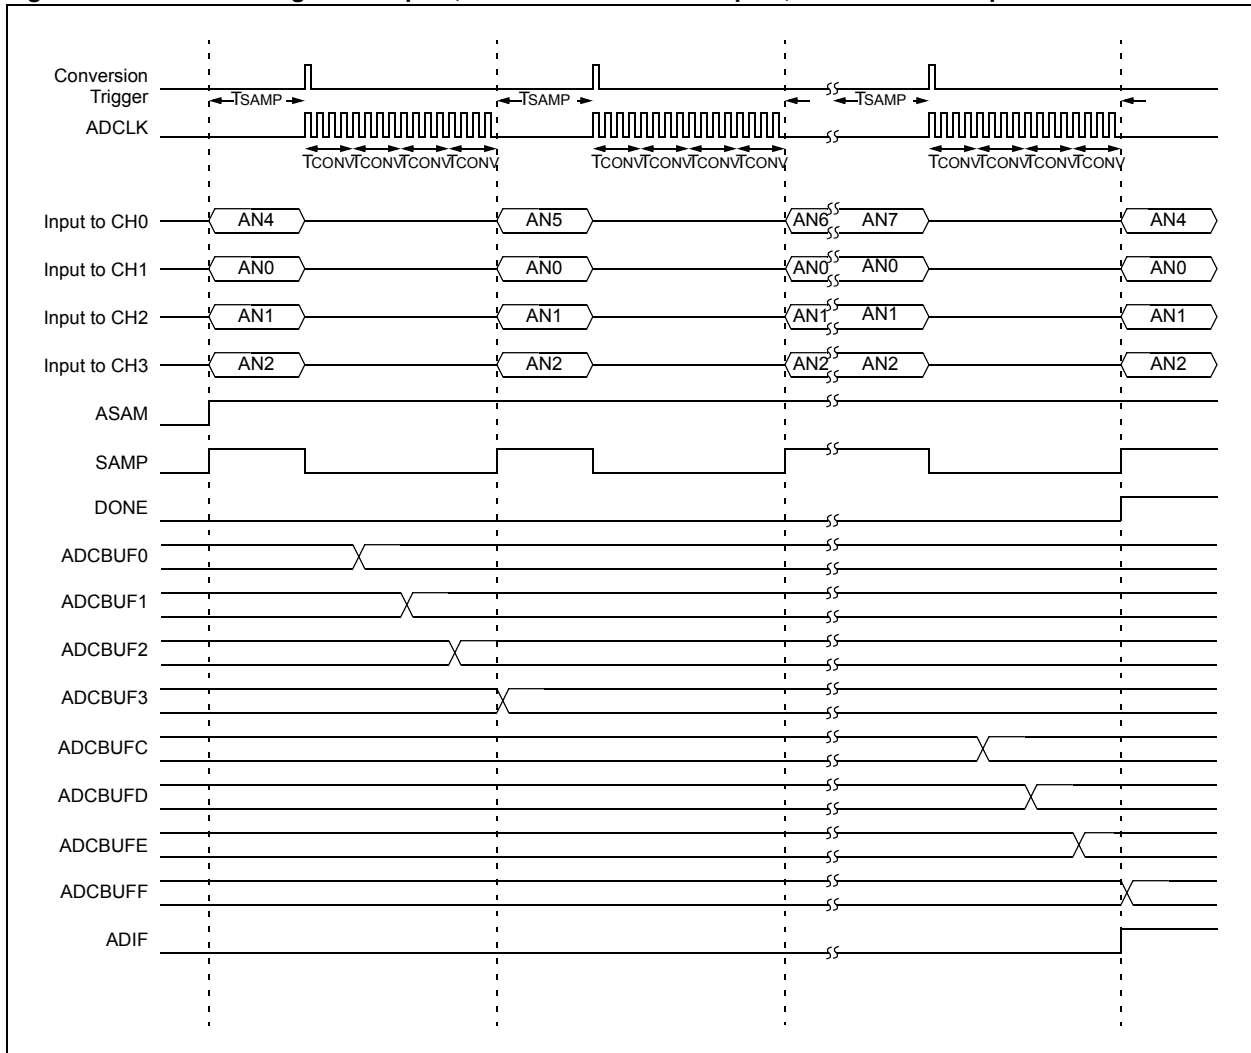 Conversion
Trigger
TSAMP TSAMP TSAMP
ADCLK
TCONV TCONV TCONV TCONV TCONV TCONV TCONV TCONV TCONV TCONV TCONV TCONV
Input to CH0 AN4 AN5 AN6 AN7 AN4
Input to CH1 AN0 AN0 AN0 AN0 AN0
Input to CH2 AN1 AN1 AN1 AN1 AN1
Input to CH3 AN2 AN2 AN2 AN2 AN2
ASAM
SAMP
DONE
ADCBUF0
ADCBUF1
ADCBUF2
ADCBUF3
ADCBUFC
ADCBUFD
ADCBUFE
ADCBUFF
ADIF